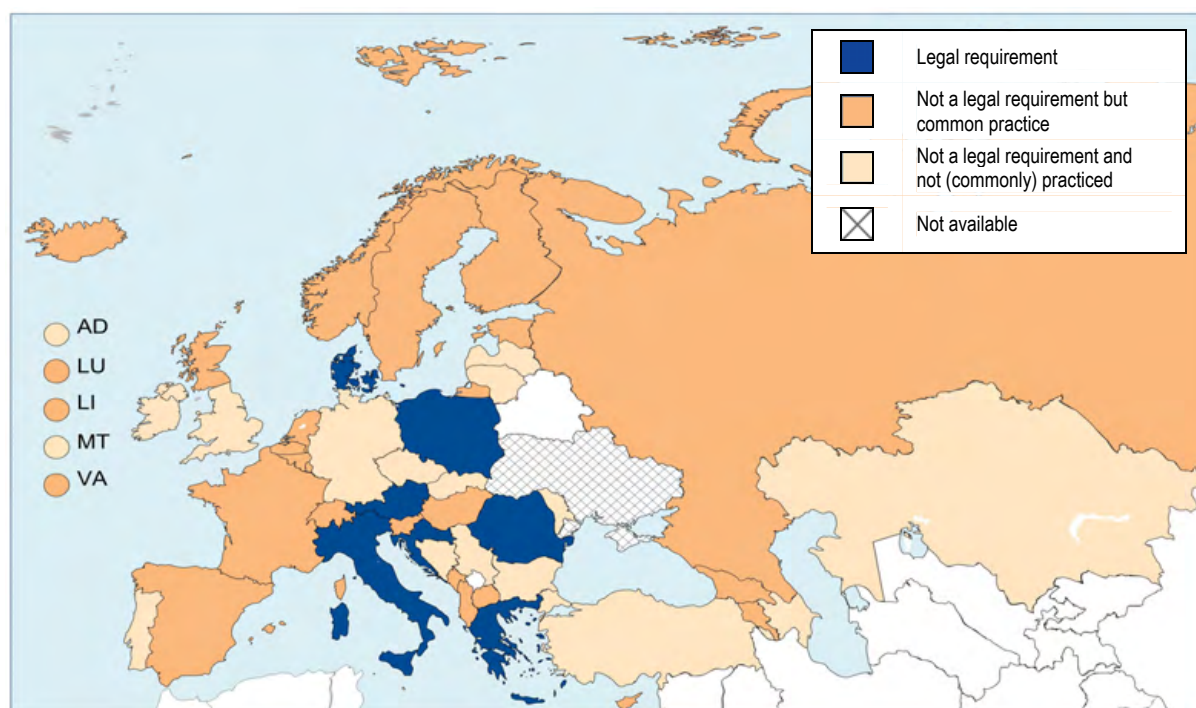 Legal requirement
Not a legal requirement but
common practice
Not a legal requirement and
not (commonly) practiced
Not available
AD
LU
LI
MT
VA